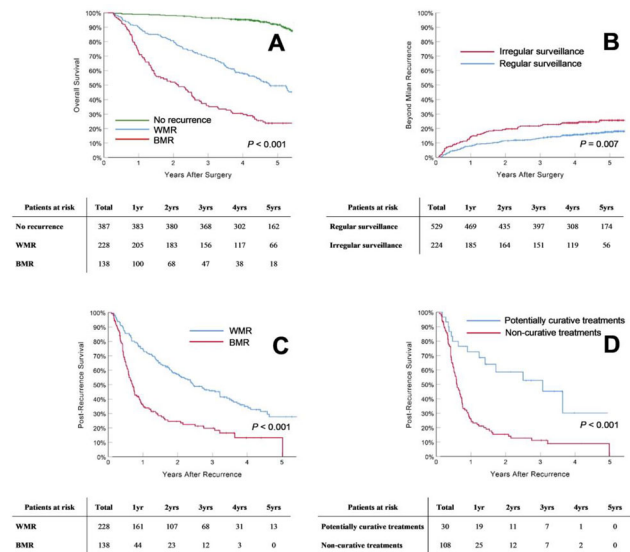 100%
90%
80%
70%
60%
50%
40%
30%
20%
10%
0%
Overall Survival
A
No recurrence
WMR
BMR
P < 0.001
0 1 2 3 4 5
Years After Surgery
Patients at risk Total 1yr 2yrs 3yrs 4yrs 5yrs
No recurrence 387 383 380 368 302 162
WMR 228 205 183 156 117 66
BMR 138 100 68 47 38 18
100%
90%
80%
70%
60%
50%
40%
30%
20%
10%
0%
Beyond Milan Recurrence
B
Irregular surveillance
Regular surveillance
P = 0.007
0 1 2 3 4 5
Years After Surgery
Patients at risk Total 1yr 2yrs 3yrs 4yrs 5yrs
Regular surveillance 529 469 435 397 308 174
Irregular surveillance 224 185 164 151 119 56
100%
90%
80%
70%
60%
50%
40%
30%
20%
10%
0%
Post-Recurrence Survival
WMR
BMR
C
P < 0.001
0 1 2 3 4 5
Years After Recurrence
Patients at risk Total 1yr 2yrs 3yrs 4yrs 5yrs
WMR 228 161 107 68 31 13
BMR 138 44 23 12 3 0
100%
90%
80%
70%
60%
50%
40%
30%
20%
10%
0%
Post-Recurrence Survival
Potentially curative treatments
Non-curative treatments
D
P < 0.001
0 1 2 3 4 5
Years After Recurrence
Patients at risk Total 1yr 2yrs 3yrs 4yrs 5yrs
Potentially curative treatments 30 19 11 7 1 0
Non-curative treatments 108 25 12 7 2 0